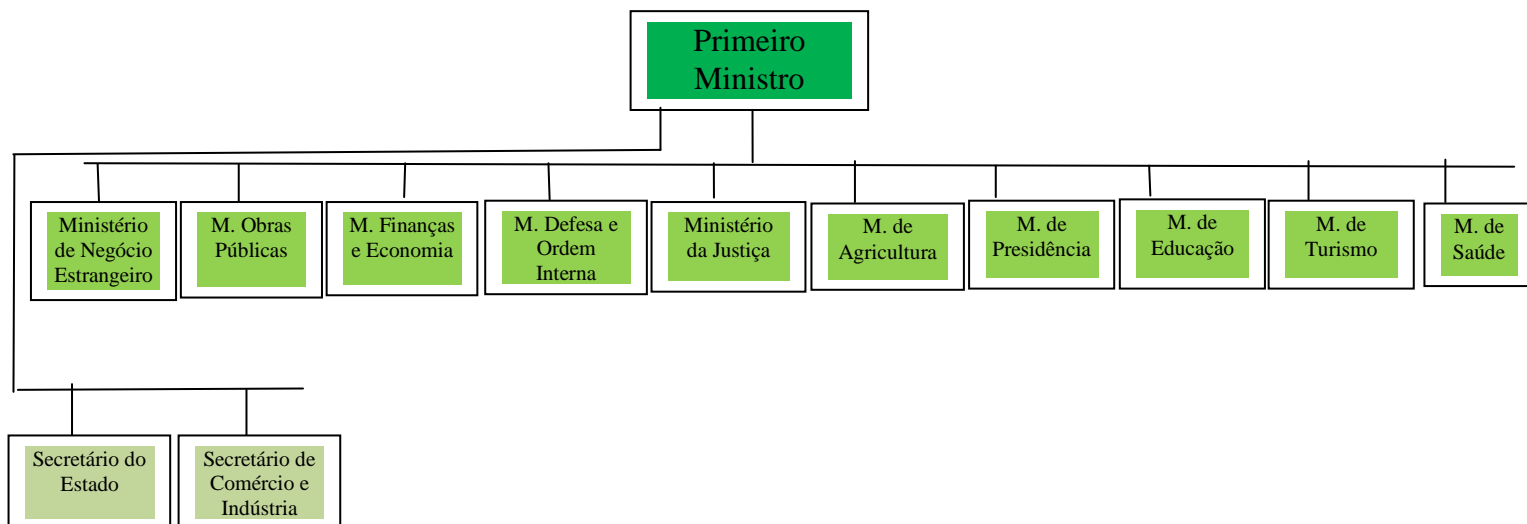 Primeiro
Ministro
Ministério
de Negócio
Estrangeiro
M. Obras
Públicas
M. Finanças
e Economia
M. Defesa e
Ordem
Interna
Ministério
da Justiça
M. de
Agricultura
M. de
Presidência
M. de
Educação
M. de
Turismo
M. de
Saúde
Secretário do
Estado
Secretário de
Comércio e
Indústria